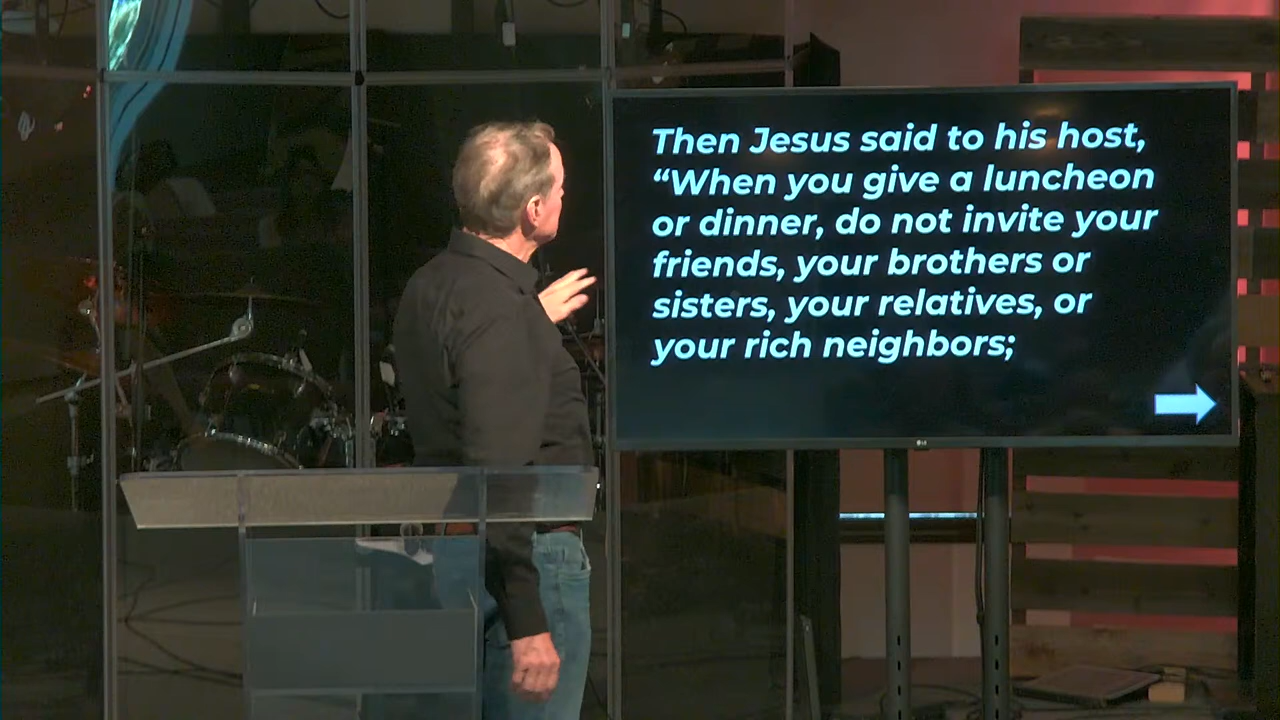 Then Jesus said to his host,
“When you give a luncheon
or dinner, do not invite your
friends, your brothers or
sisters, your relatives, or
your rich neighbors;
LG